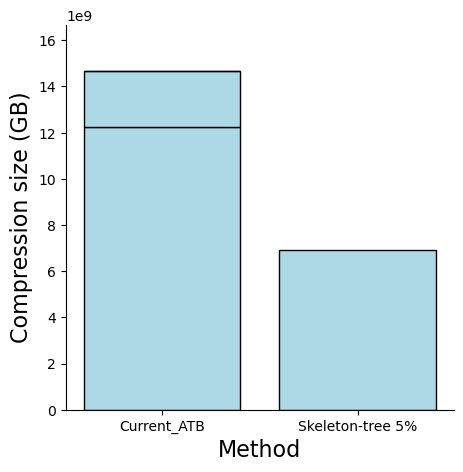 1e9
16
14
12
10
8
6
4
2
0
Compression size (GB)
Current_ATB
Skeleton-tree 5%
Method